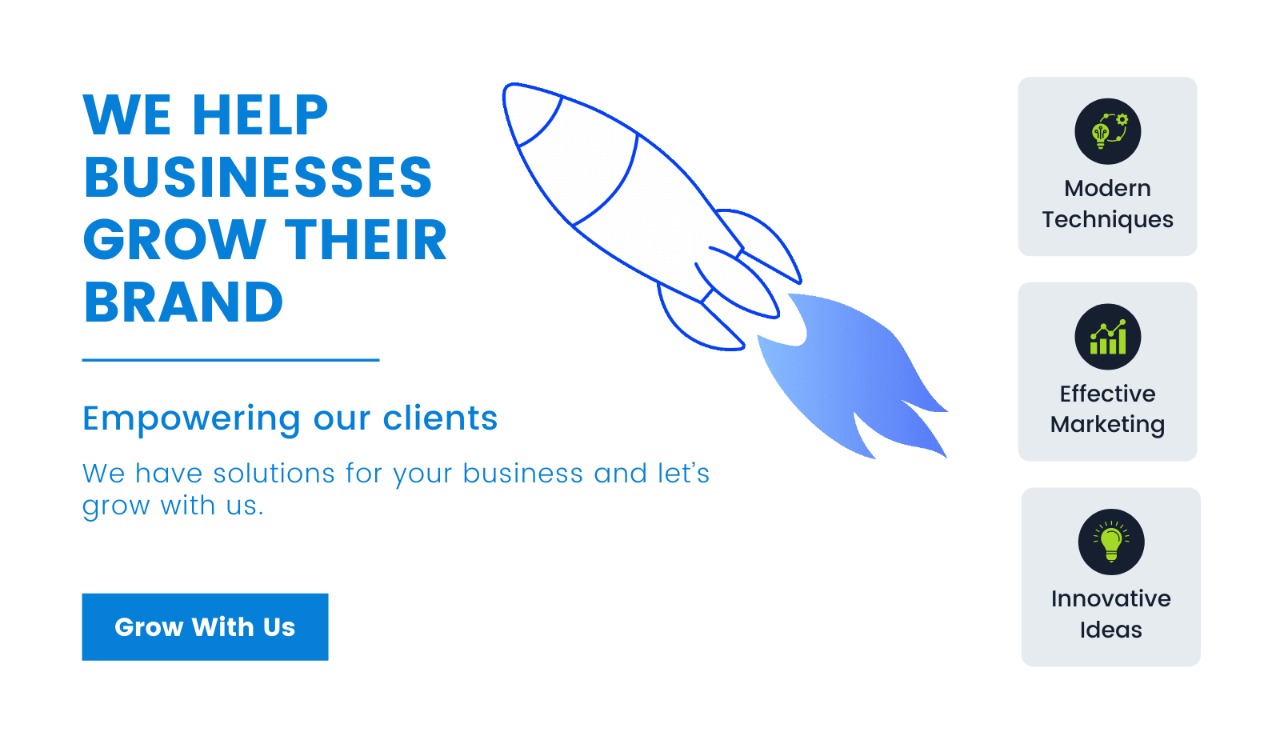 WE HELP
BUSINESSES
GROW THEIR
BRAND
Empowering our clients
We have solutions for your business and let’s
grow with us.
Grow With Us
Modern
Techniques
Effective
Marketing
Innovative
Ideas